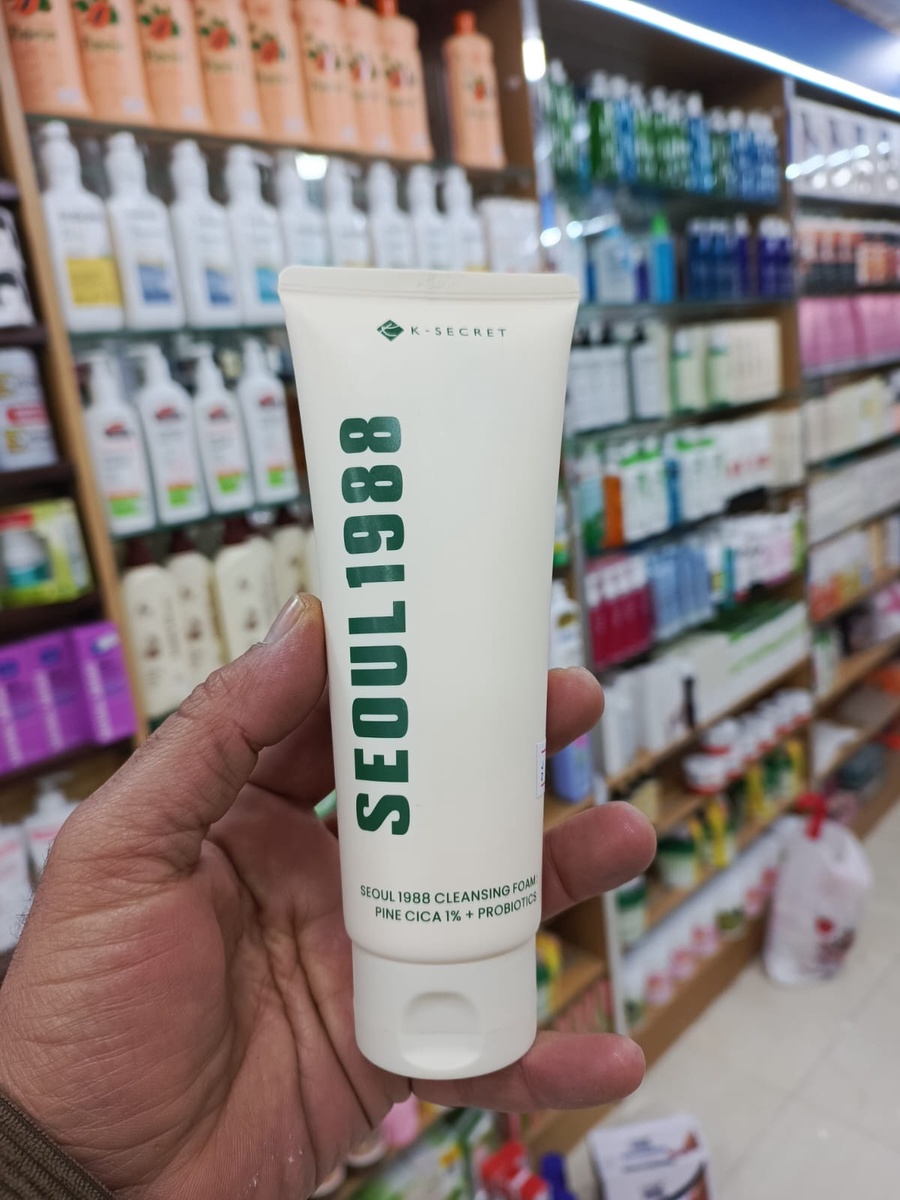 K-SECRET
SEOUL1988
SEOUL 1988 CLEANSING FOAM
PINE CICA 1% + PROBIOTICS